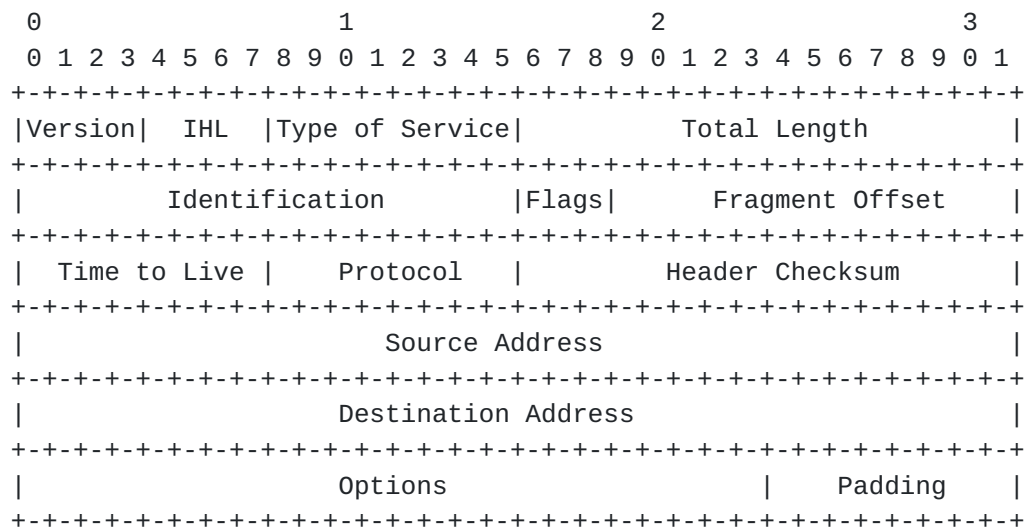 0                   1                   2                   3
 0 1 2 3 4 5 6 7 8 9 0 1 2 3 4 5 6 7 8 9 0 1 2 3 4 5 6 7 8 9 0 1
+-+-+-+-+-+-+-+-+-+-+-+-+-+-+-+-+-+-+-+-+-+-+-+-+-+-+-+-+-+-+-+-+
|Version|  IHL  |Type of Service|          Total Length         |
+-+-+-+-+-+-+-+-+-+-+-+-+-+-+-+-+-+-+-+-+-+-+-+-+-+-+-+-+-+-+-+-+
|         Identification        |Flags|      Fragment Offset    |
+-+-+-+-+-+-+-+-+-+-+-+-+-+-+-+-+-+-+-+-+-+-+-+-+-+-+-+-+-+-+-+-+
|  Time to Live |    Protocol   |         Header Checksum       |
+-+-+-+-+-+-+-+-+-+-+-+-+-+-+-+-+-+-+-+-+-+-+-+-+-+-+-+-+-+-+-+-+
|                       Source Address                          |
+-+-+-+-+-+-+-+-+-+-+-+-+-+-+-+-+-+-+-+-+-+-+-+-+-+-+-+-+-+-+-+-+
|                    Destination Address                        |
+-+-+-+-+-+-+-+-+-+-+-+-+-+-+-+-+-+-+-+-+-+-+-+-+-+-+-+-+-+-+-+-+
|                    Options                    |    Padding    |
+-+-+-+-+-+-+-+-+-+-+-+-+-+-+-+-+-+-+-+-+-+-+-+-+-+-+-+-+-+-+-+-+